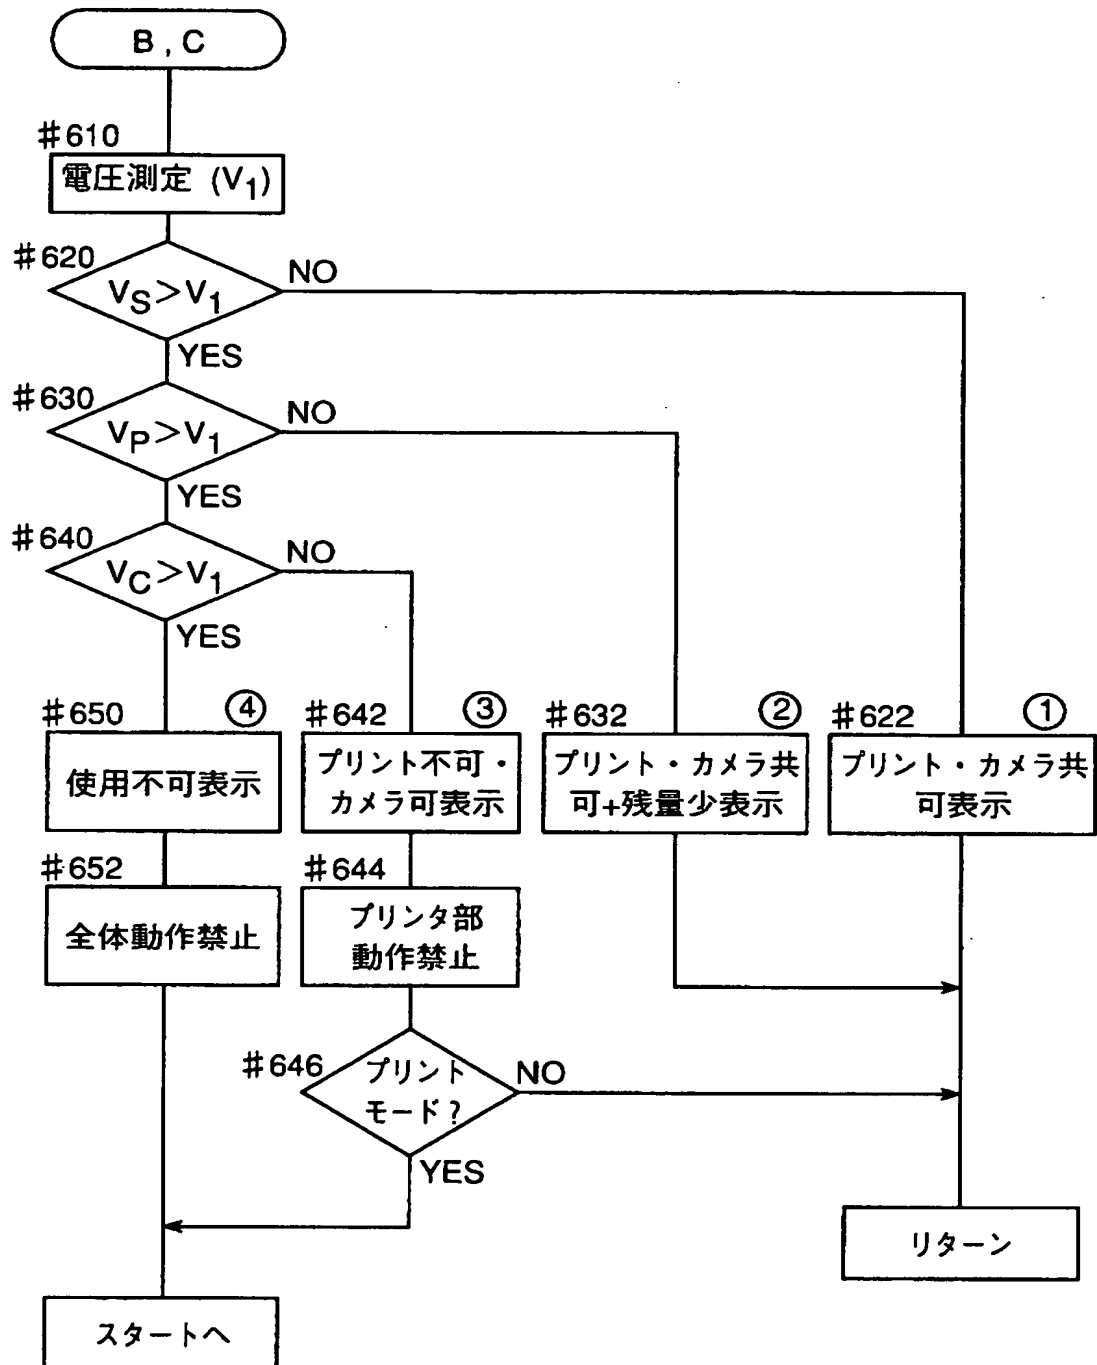 B , C
#610
電圧測定 (V1)
#620
VS>V1
NO
YES
#630
VP>V1
NO
YES
#640
VC>V1
NO
YES
#650
④
使用不可表示
#642
③
プリント不可・
カメラ可表示
#632
②
プリント・カメラ共
可+残量少表示
#622
①
プリント・カメラ共
可表示
#652
全体動作禁止
#644
プリンタ部
動作禁止
#646
プリント
モード?
NO
YES
リターン
スタートへ